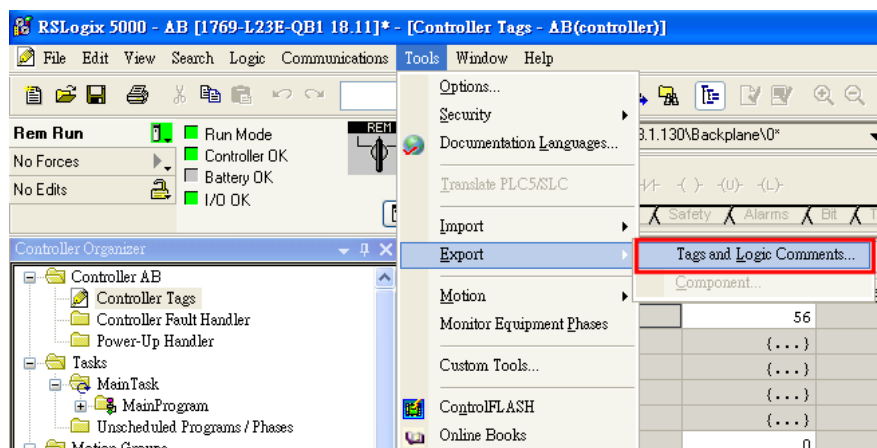 RSLogix 5000 - AB [1769-L23E-QB1 18.11]* - [Controller Tags - AB(controller)]
File Edit View Search Logic Communications Tools Window Help
Rem Run
No Forces
No Edits
Run Mode
Controller OK
Battery OK
I/O OK
REM
Options...
Security
Documentation Languages...
Translate PLC5/SLC
Import
Export
Motion
Monitor Equipment Phases
Custom Tools...
ControlFLASH
Online Books
Tags and Logic Comments...
Component...
3.1.130\Backplane\0*
Safety Alarms Bit T
56
{...}
{...}
{...}
{...}
0
Controller Organizer
Controller AB
Controller Tags
Controller Fault Handler
Power-Up Handler
Tasks
MainTask
MainProgram
Unscheduled Programs / Phases
Motion Groups